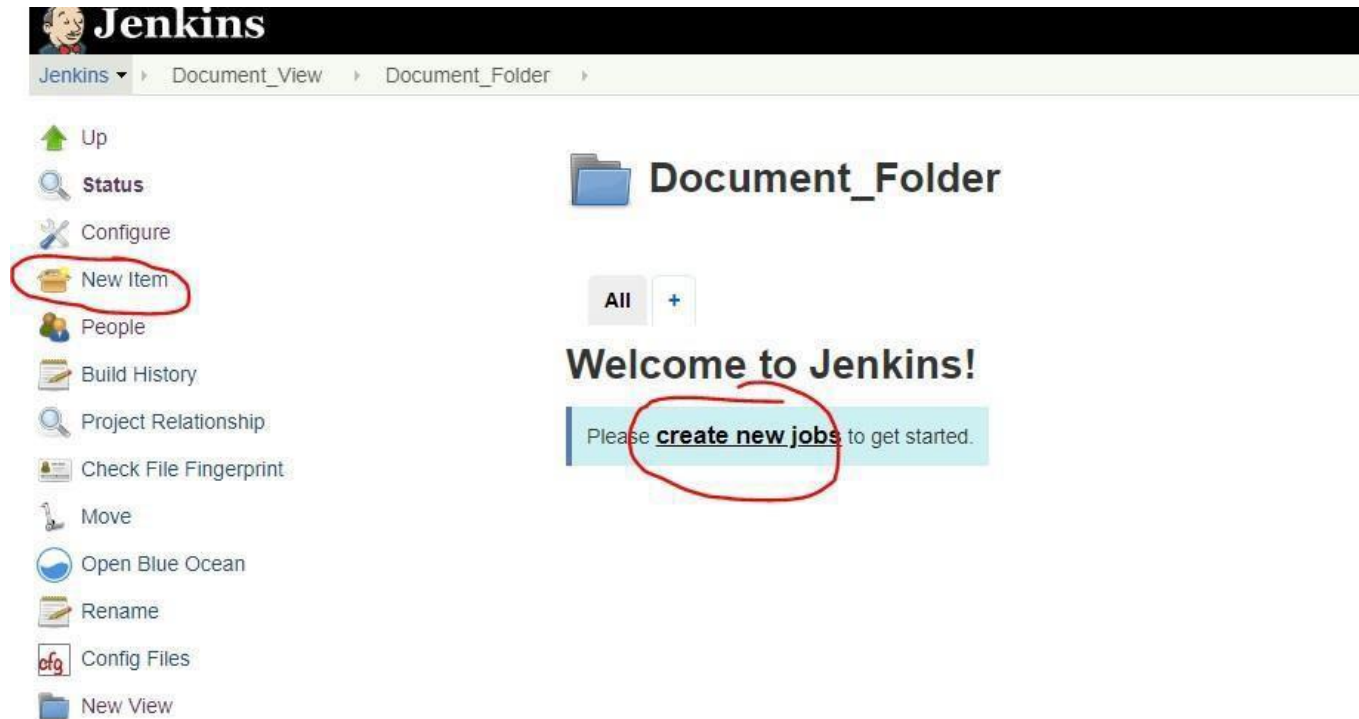 Jenkins
Jenkins Document_View Document_Folder
Up
Status
Configure
New Item
People
Build History
Project Relationship
Check File Fingerprint
Move
Open Blue Ocean
Rename
cfg Config Files
New View
Document_Folder
All +
Welcome to Jenkins!
Please create new jobs to get started.